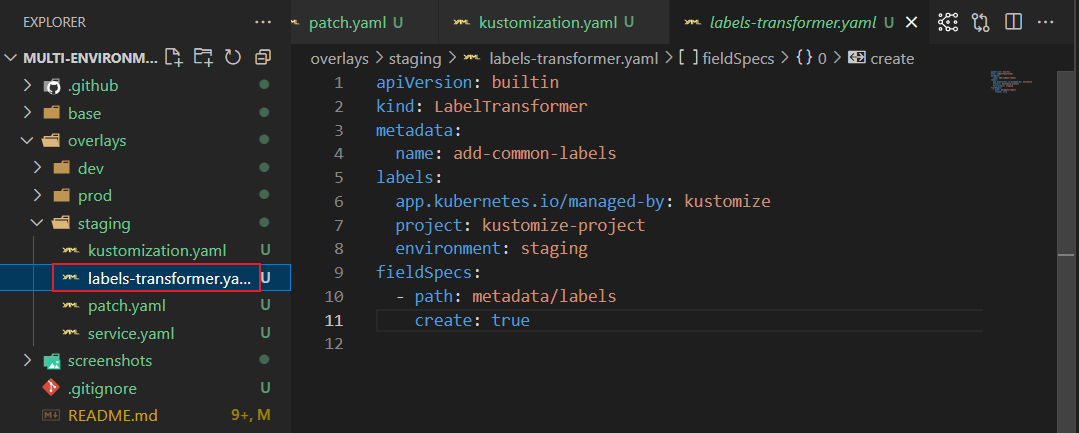 EXPLORER
MULTI-ENVIRONM...
.github
base
overlays
dev
prod
staging
kustomization.yaml U
labels-transformer.ya... U
patch.yaml U
service.yaml U
screenshots
.gitignore U
README.md 9+, M
patch.yaml U
kustomization.yaml U
labels-transformer.yaml U
overlays > staging > labels-transformer.yaml > [ ] fieldSpecs > { } 0 > create
1 apiVersion: builtin
2 kind: LabelTransformer
3 metadata:
4   name: add-common-labels
5 labels:
6   app.kubernetes.io/managed-by: kustomize
7   project: kustomize-project
8   environment: staging
9 fieldSpecs:
10   - path: metadata/labels
11     create: true
12